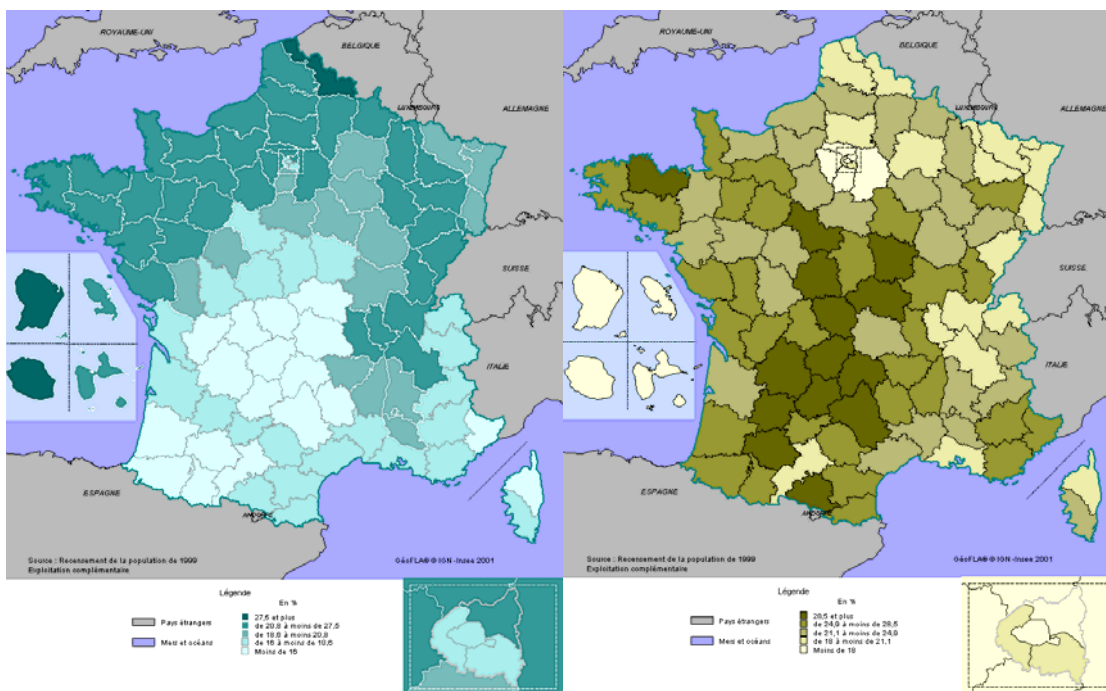 ROYAUME-UNI
BELGIQUE
LUXEMBOURG
ALLEMAGNE
SUISSE
ITALIE
ESPAGNE
ANDORRE
Source : Recensement de la population de 1999
Exploitation complémentaire
GéoFLA® © IGN -Insee 2001
Légende
En %
Pays étrangers
Mers et océans
27,5 et plus
de 20,8 à moins de 27,5
de 18,6 à moins 20,8
de 16 à moins de 18,6
Moins de 16
ROYAUME-UNI
BELGIQUE
LUXEMBOURG
ALLEMAGNE
SUISSE
ITALIE
ESPAGNE
ANDORRE
Source : Recensement de la population de 1999
Exploitation complémentaire
GéoFLA® © IGN -Insee 2001
Légende
En %
Pays étrangers
Mers et océans
28,5 et plus
de 24,9 à moins de 28,5
de 21,1 à moins de 24,9
de 18 à moins de 21,1
Moins de 18